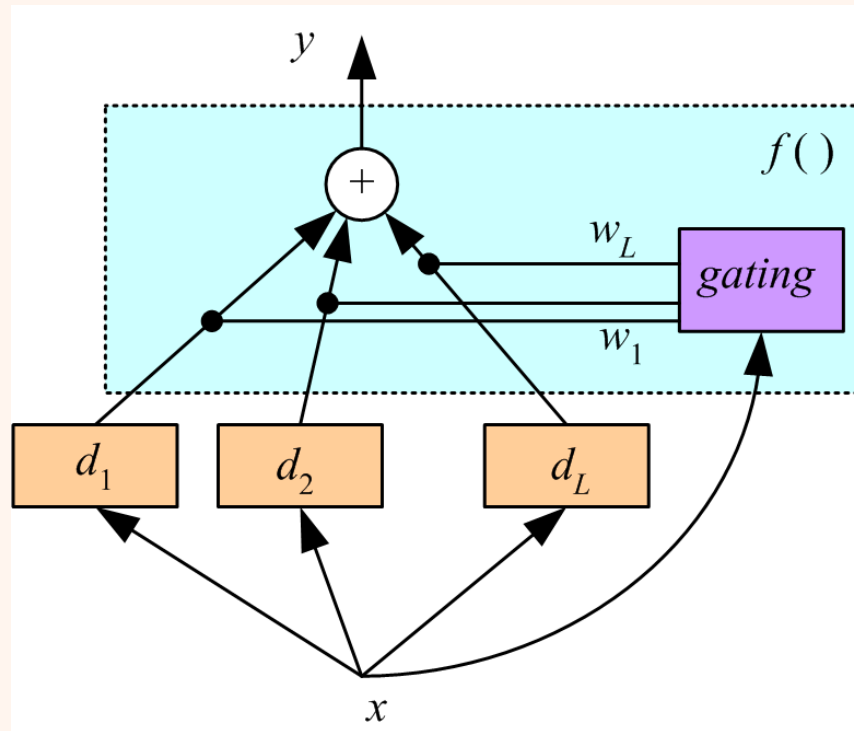 y
f( )
+
w_L
gating
w_1
d_1
d_2
d_L
x